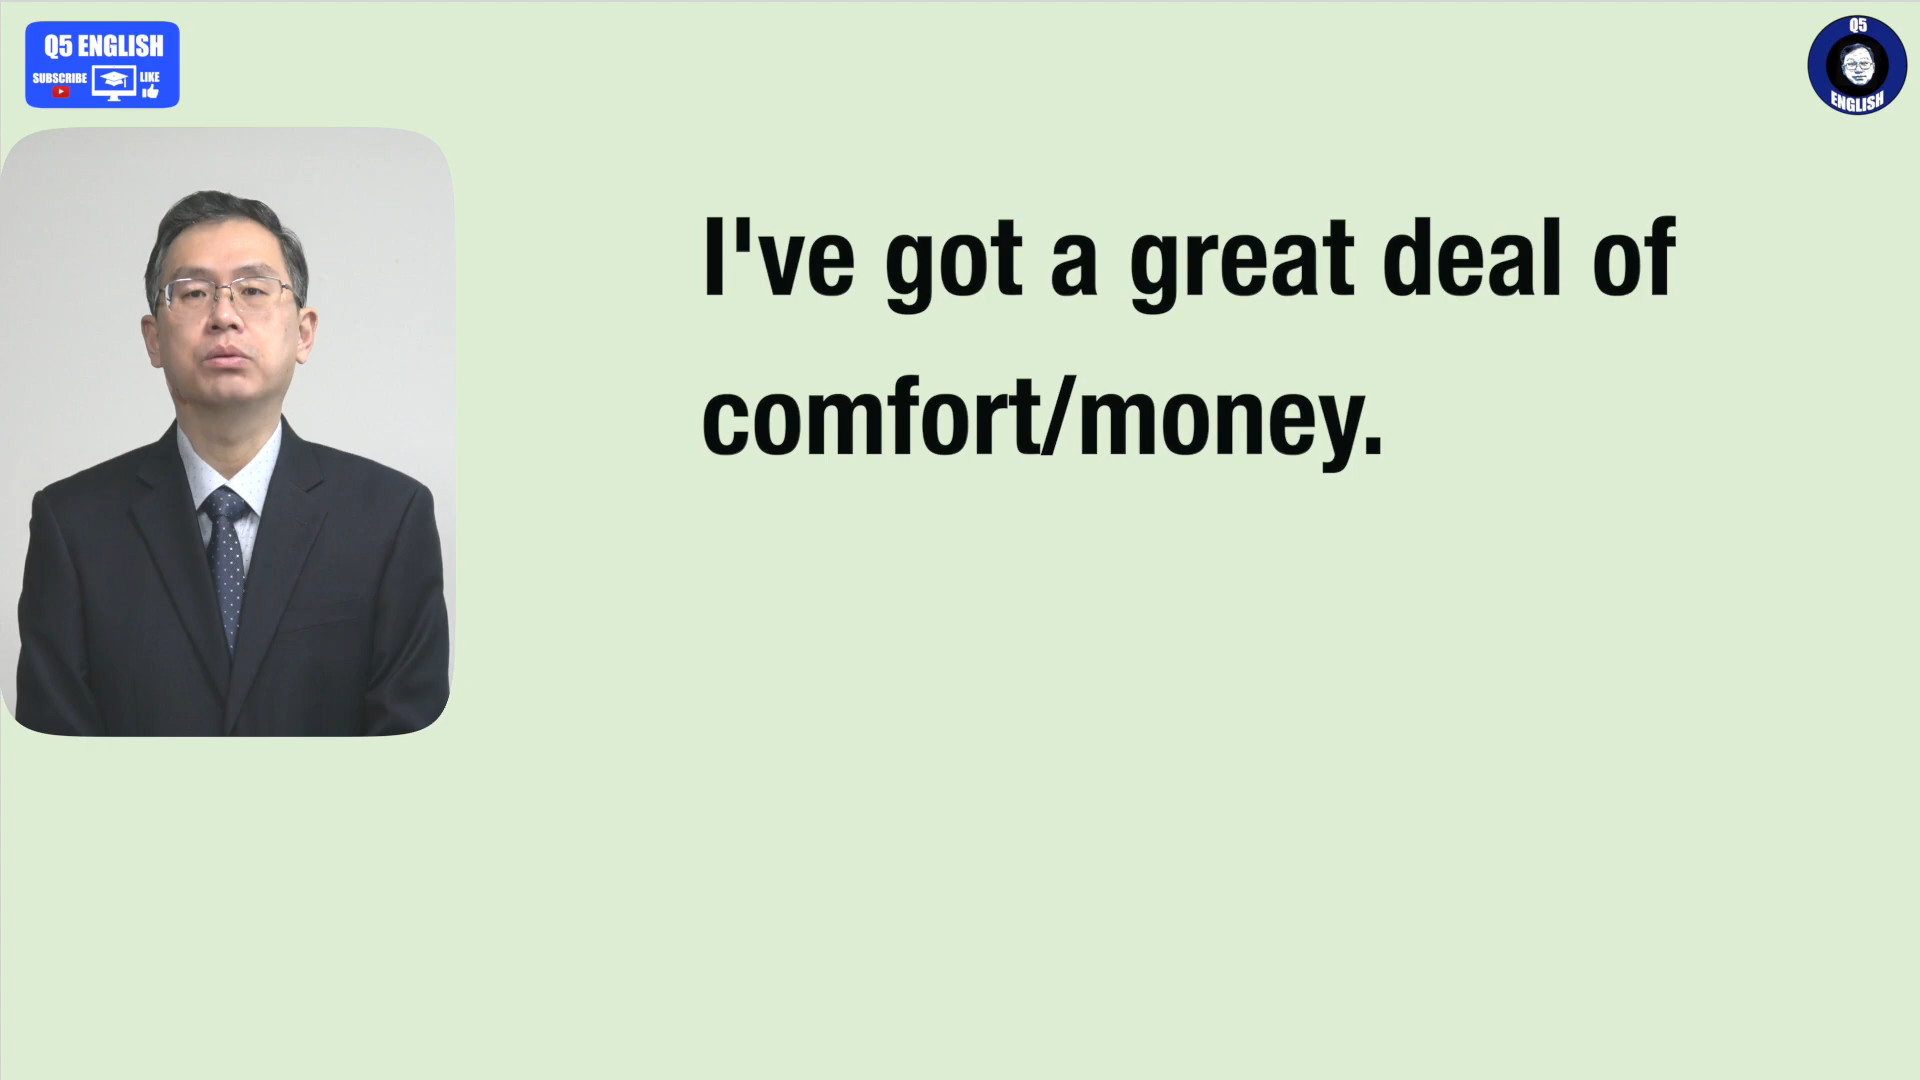 Q5 ENGLISH
SUBSCRIBE
LIKE
Q5
ENGLISH
I've got a great deal of
comfort/money.